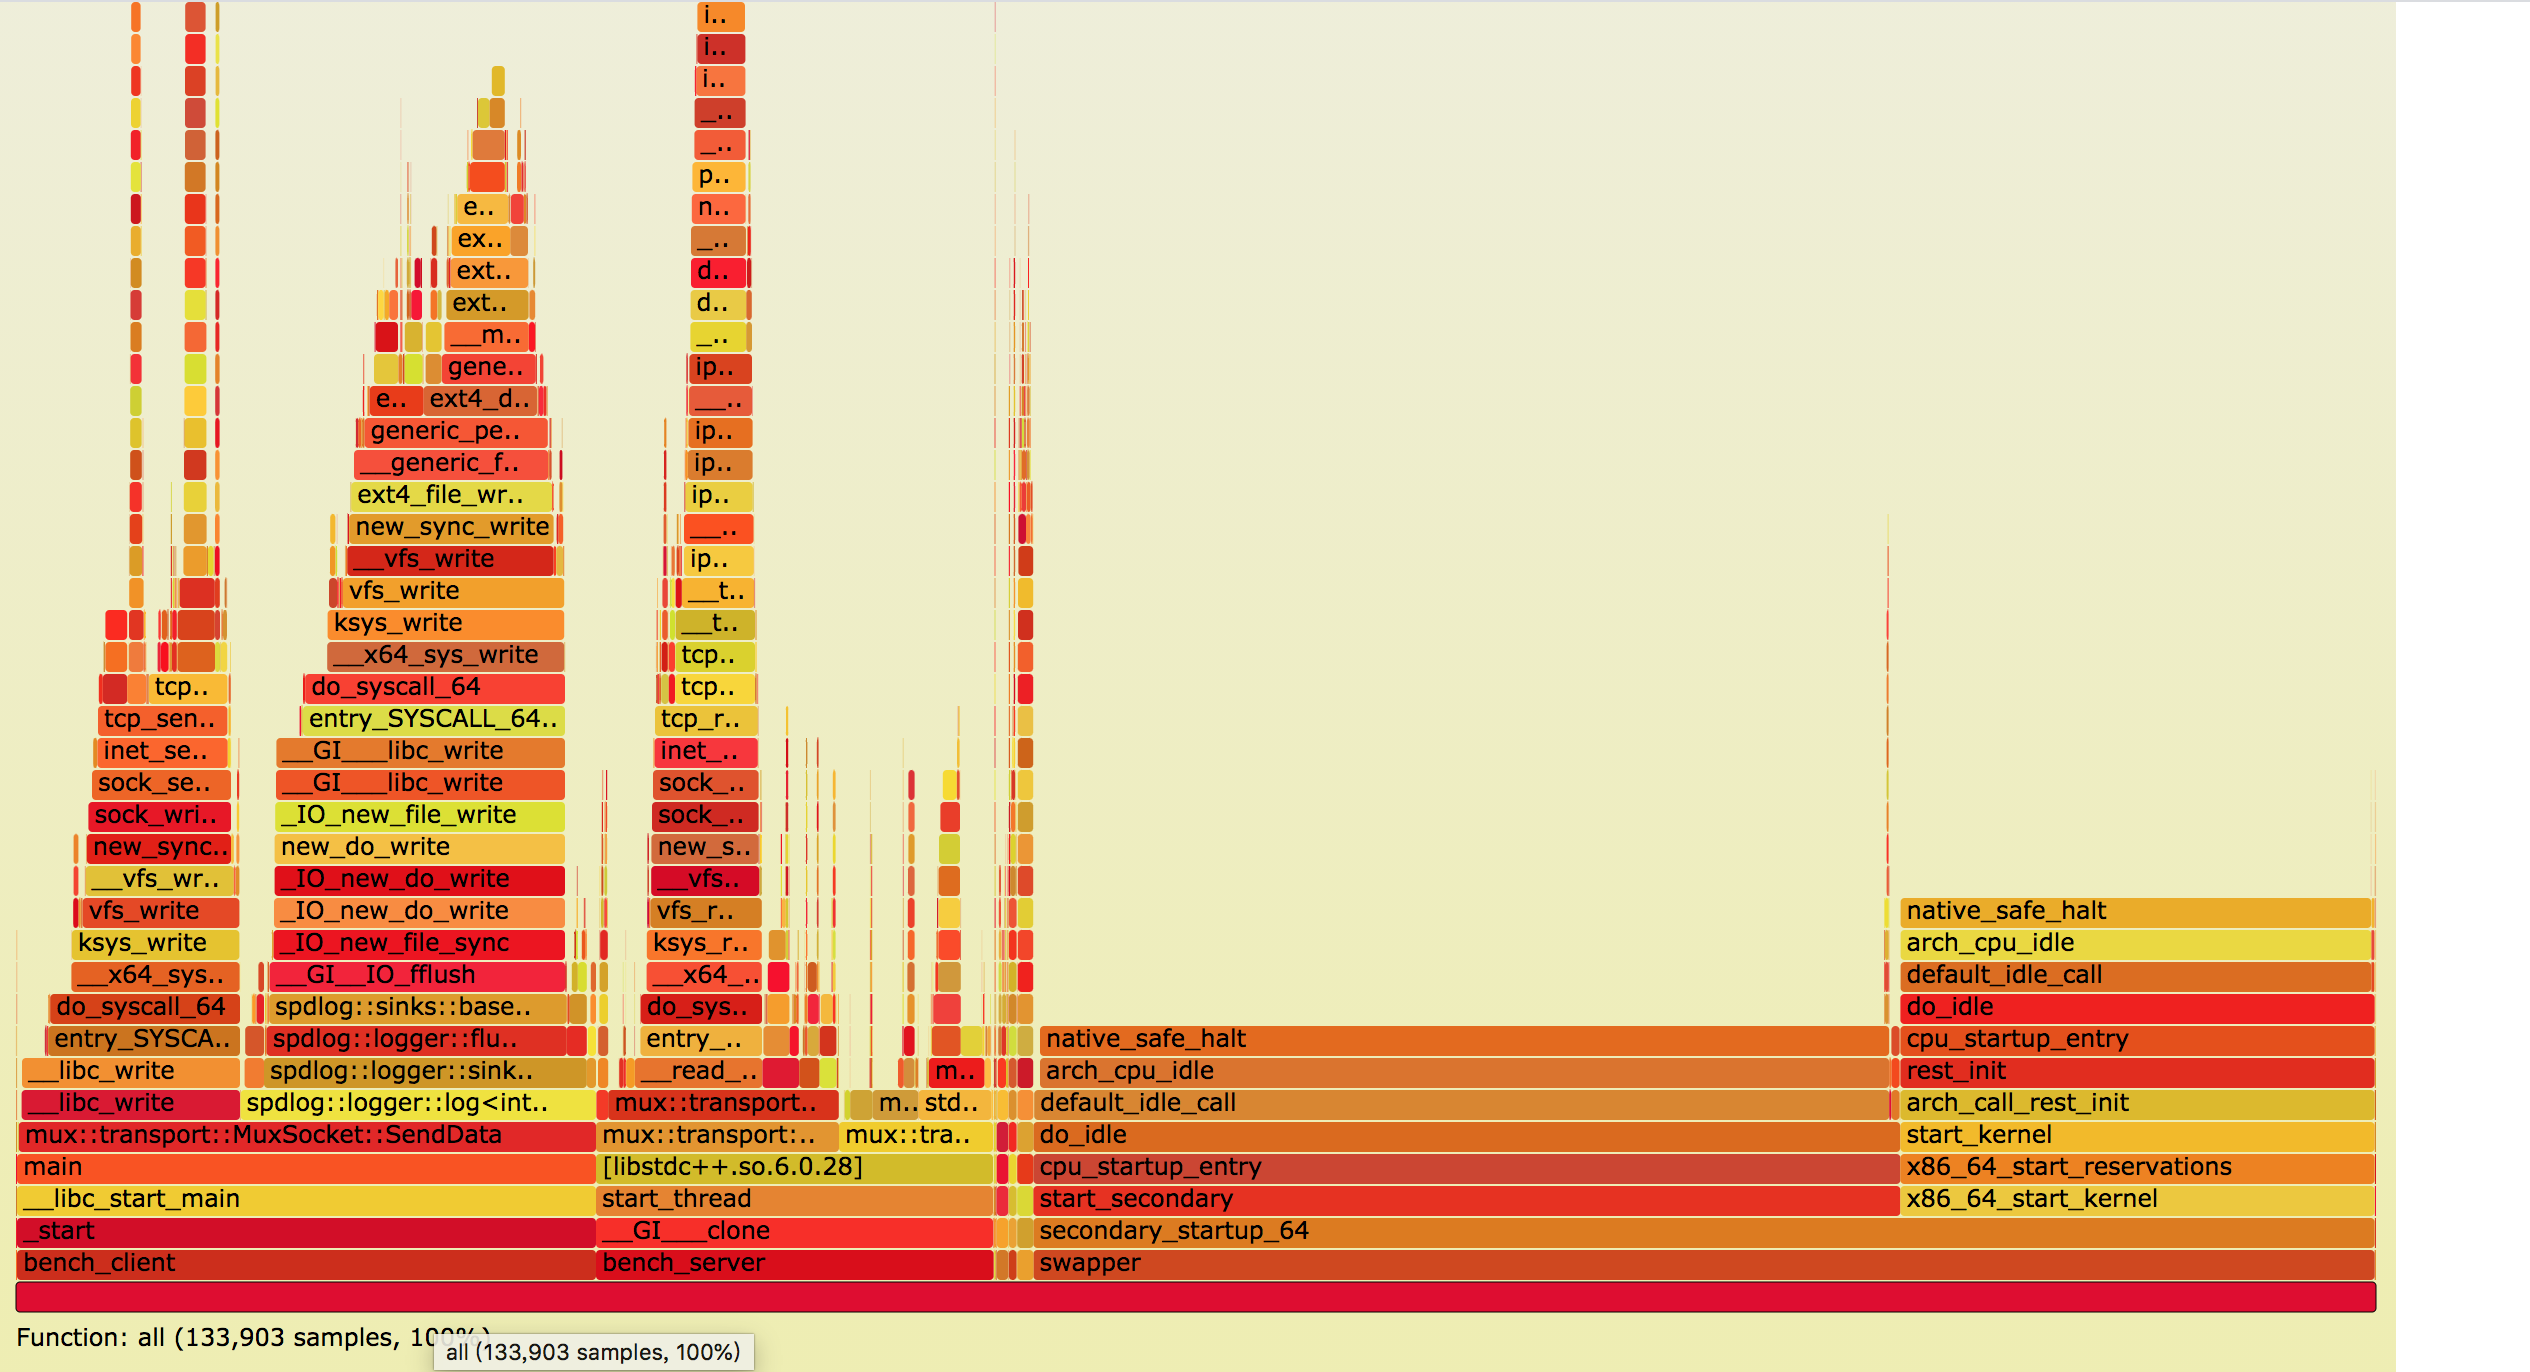 i..
i..
i..
_..
_..
p..
e.. n..
ex.. _..
ext.. d..
ext.. d..
__m.. _..
gene.. ip..
e.. ext4_d.. __..
generic_pe.. ip..
__generic_f.. ip..
ext4_file_wr.. ip..
new_sync_write __..
__vfs_write ip..
vfs_write __t..
ksys_write __t..
__x64_sys_write tcp..
tcp.. do_syscall_64 tcp..
tcp_sen.. entry_SYSCALL_64.. tcp_r..
inet_se.. __GI___libc_write inet_..
sock_se.. __GI___libc_write sock_..
sock_wri.. _IO_new_file_write sock_..
new_sync.. new_do_write new_s..
__vfs_wr.. _IO_new_do_write __vfs..
vfs_write _IO_new_do_write vfs_r.. native_safe_halt
ksys_write _IO_new_file_sync ksys_r.. arch_cpu_idle
__x64_sys.. __GI__IO_fflush __x64_.. default_idle_call
do_syscall_64 spdlog::sinks::base.. do_sys.. do_idle
entry_SYSCA.. spdlog::logger::flu.. entry_.. native_safe_halt cpu_startup_entry
__libc_write spdlog::logger::sink.. __read_.. m.. arch_cpu_idle rest_init
__libc_write spdlog::logger::log<int.. mux::transport.. m.. std.. default_idle_call arch_call_rest_init
mux::transport::MuxSocket::SendData mux::transport:.. mux::tra.. do_idle start_kernel
main [libstdc++.so.6.0.28] cpu_startup_entry x86_64_start_reservations
__libc_start_main start_thread start_secondary x86_64_start_kernel
_start __GI___clone secondary_startup_64
bench_client bench_server swapper
Function: all (133,903 samples, 100%)
all (133,903 samples, 100%)